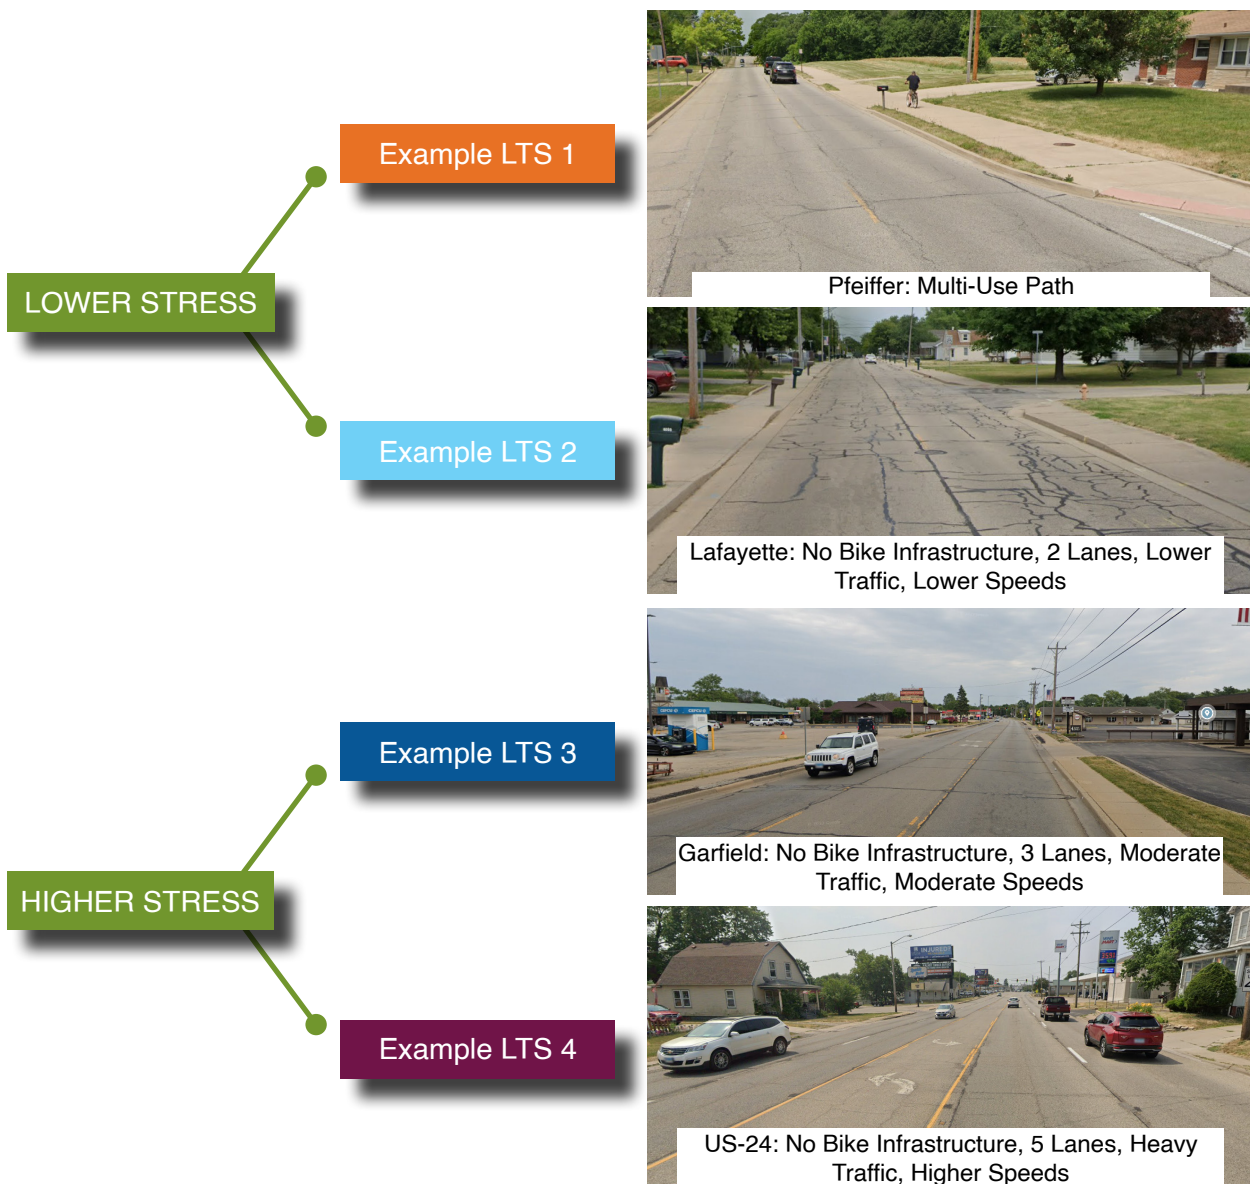 LOWER STRESS
Example LTS 1
Pfeiffer: Multi-Use Path
Example LTS 2
Lafayette: No Bike Infrastructure, 2 Lanes, Lower
Traffic, Lower Speeds
HIGHER STRESS
Example LTS 3
Garfield: No Bike Infrastructure, 3 Lanes, Moderate
Traffic, Moderate Speeds
Example LTS 4
INJURED?
US-24: No Bike Infrastructure, 5 Lanes, Heavy
Traffic, Higher Speeds